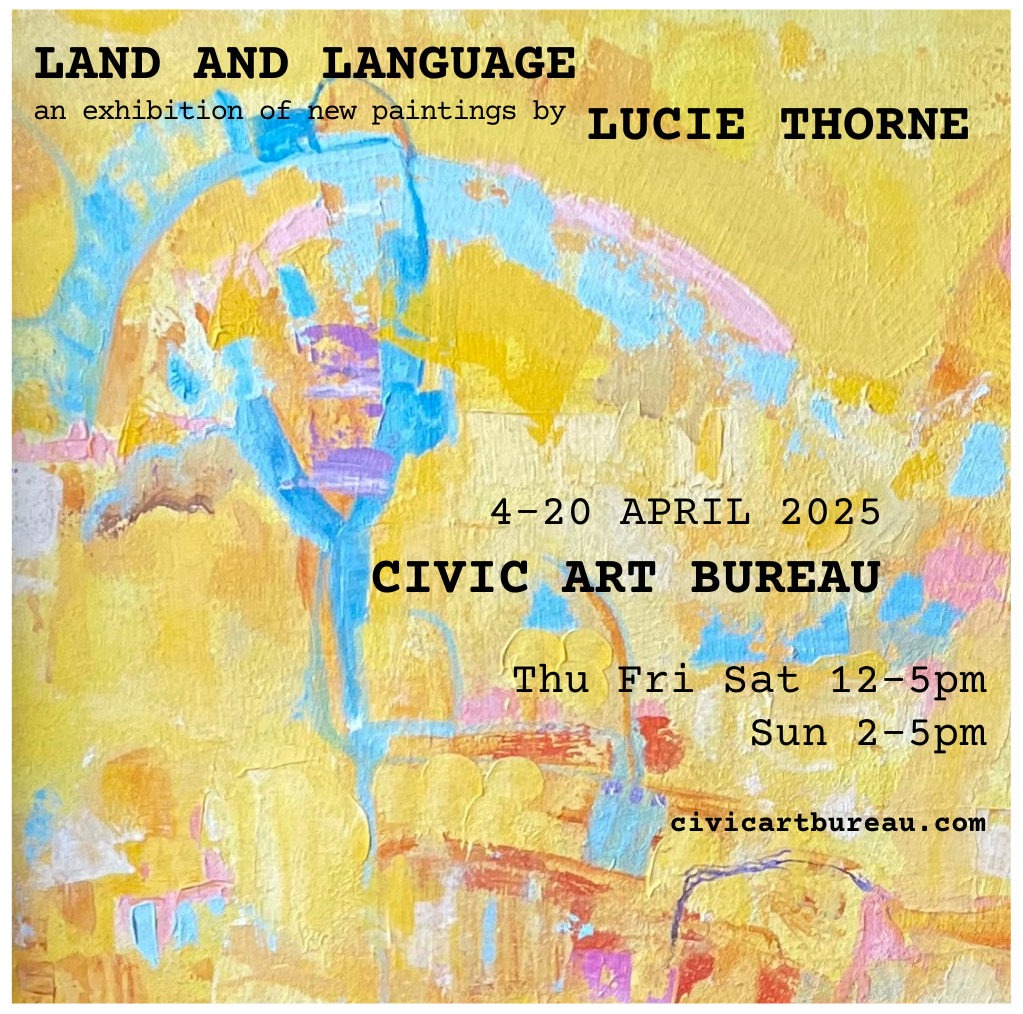 LAND AND LANGUAGE
an exhibition of new paintings by
LUCIE THORNE
4-20 APRIL 2025
CIVIC ART BUREAU
Thu Fri Sat 12-5pm
Sun 2-5pm
civicartbureau.com